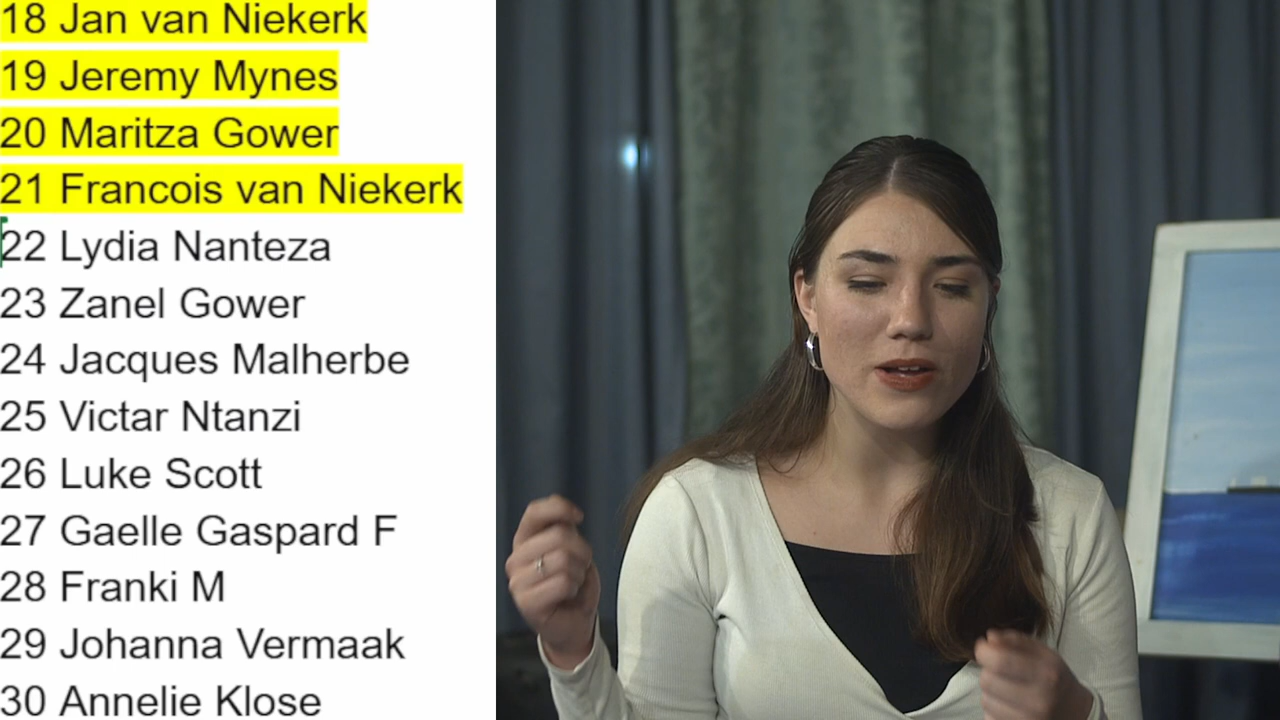 18 Jan van Niekerk
19 Jeremy Mynes
20 Maritza Gower
21 Francois van Niekerk
22 Lydia Nanteza
23 Zanel Gower
24 Jacques Malherbe
25 Victar Ntanzi
26 Luke Scott
27 Gaelle Gaspard F
28 Franki M
29 Johanna Vermaak
30 Annelie Klose